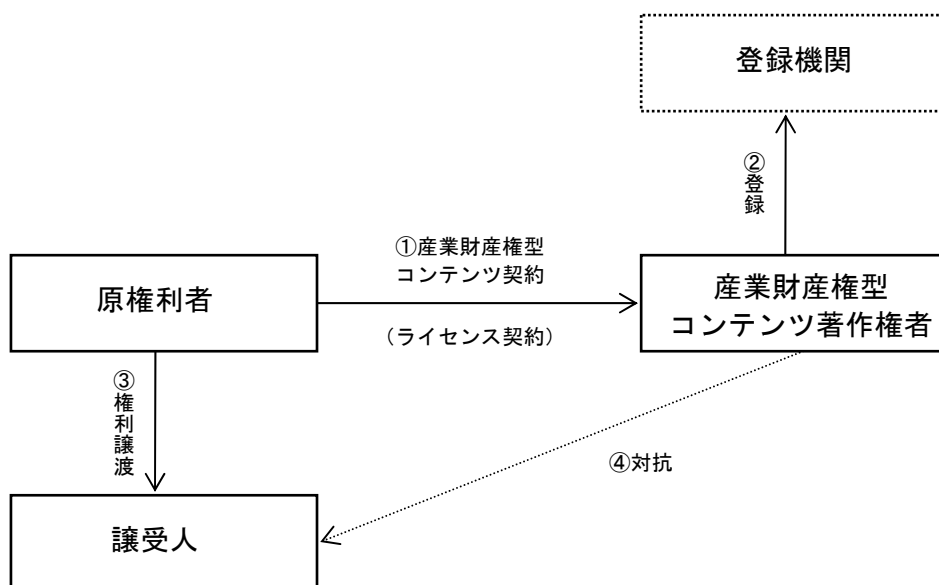 登録機関
②登録
①産業財産権型
コンテンツ契約
原権利者
産業財産権型
コンテンツ著作権者
(ライセンス契約)
③権利譲渡
④対抗
譲受人